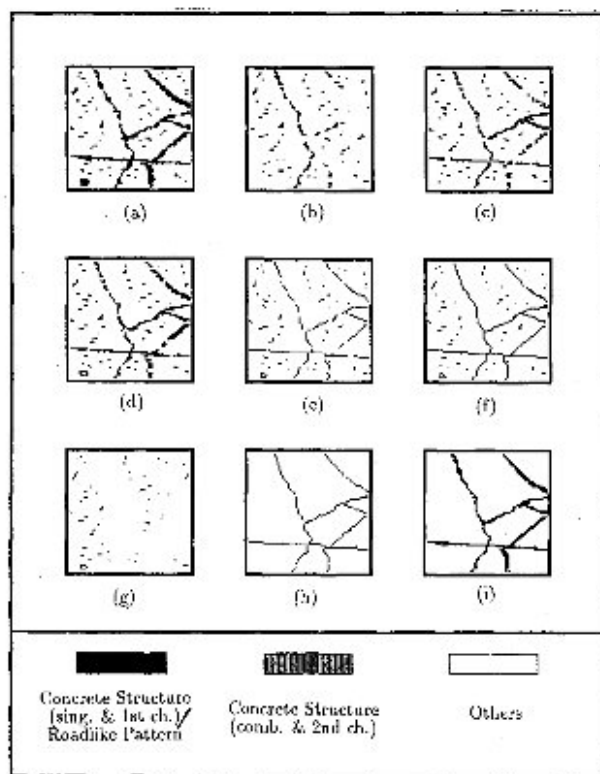 (a)
(b)
(c)
(d)
(e)
(f)
(g)
(h)
(i)
Concrete Structure
(sing. & 1st ch.)/
Roadlike Pattern
Concrete Structure
(comb. & 2nd ch.)
Others